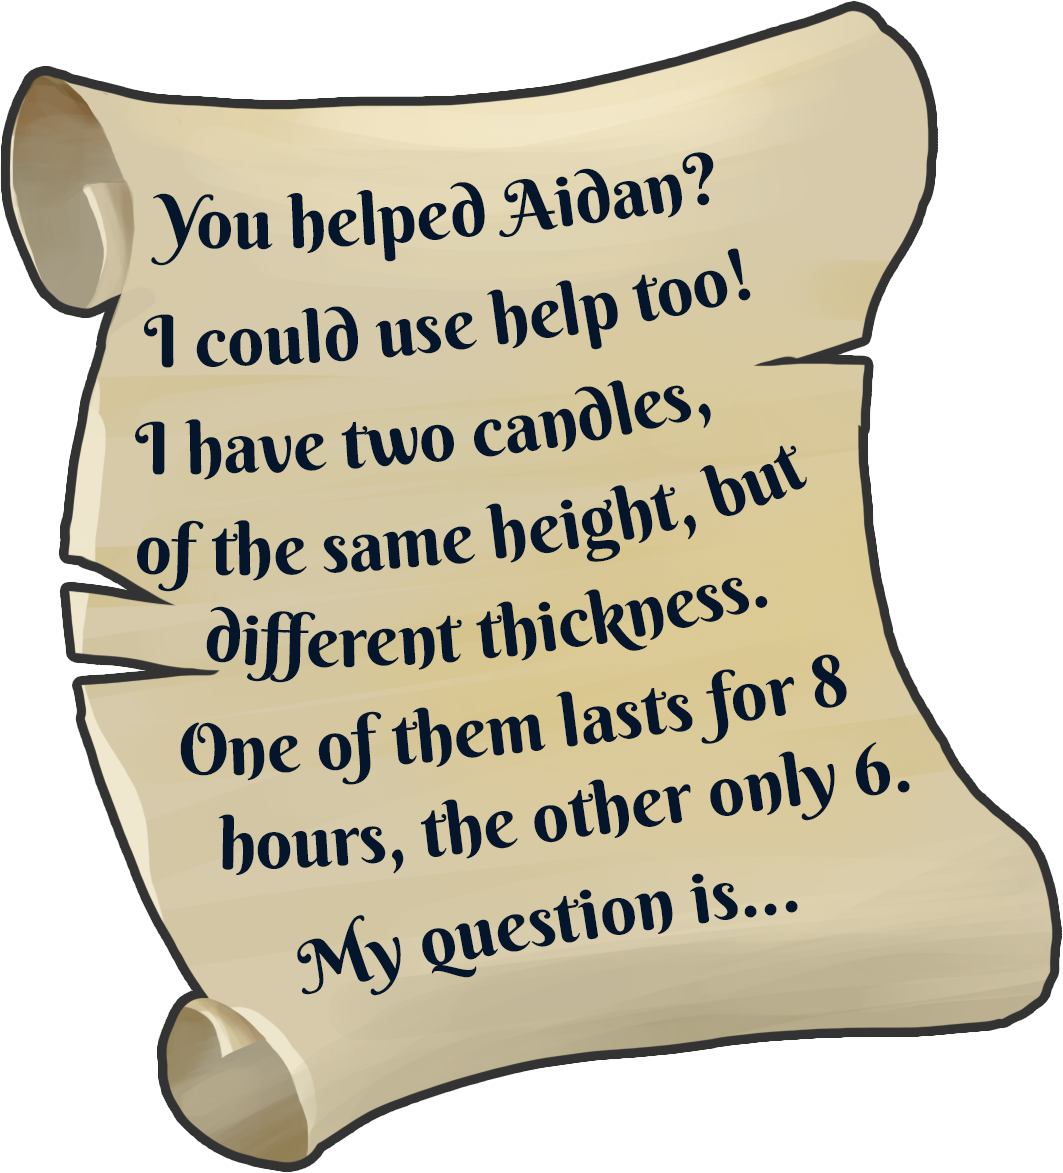 You helped Aidan?
I could use help too!
I have two candles,
of the same height, but
different thickness.
One of them lasts for 8
hours, the other only 6.
My question is...